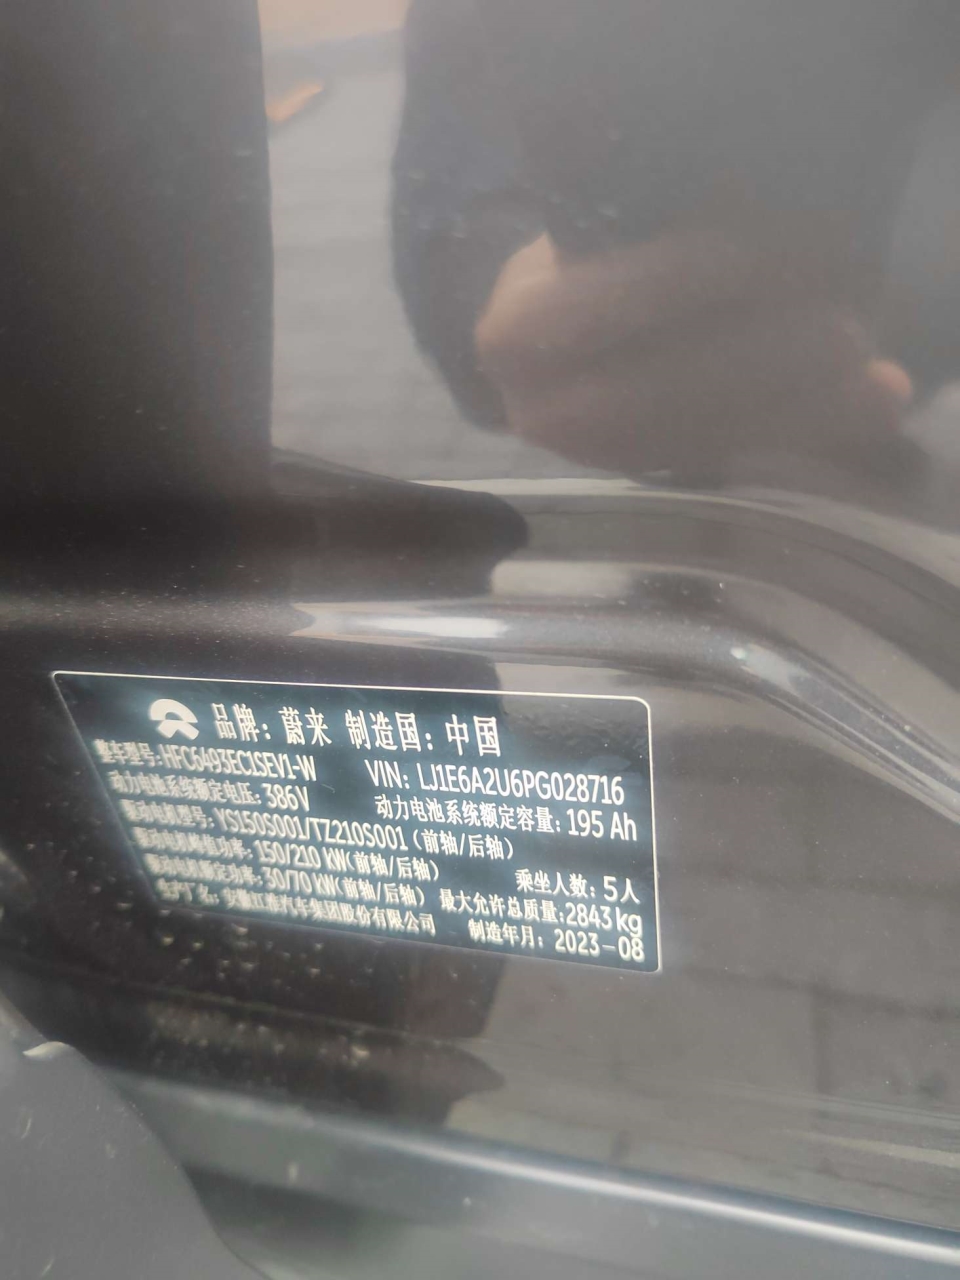 品牌：蔚来 制造国：中国
整车型号：HFC6493EC1SEV1-W VIN：LJ1E6A2U6PG028716
动力电池系统额定电压：386V 动力电池系统额定容量：195 Ah
驱动电机型号：YS150S001/TZ210S001（前轴/后轴）
驱动电机峰值功率：150/210 kW（前轴/后轴） 乘坐人数：5人
驱动电机额定功率：30/70 kW（前轴/后轴） 最大允许总质量：2843 kg
生产厂名：安徽江淮汽车集团股份有限公司 制造年月：2023-08